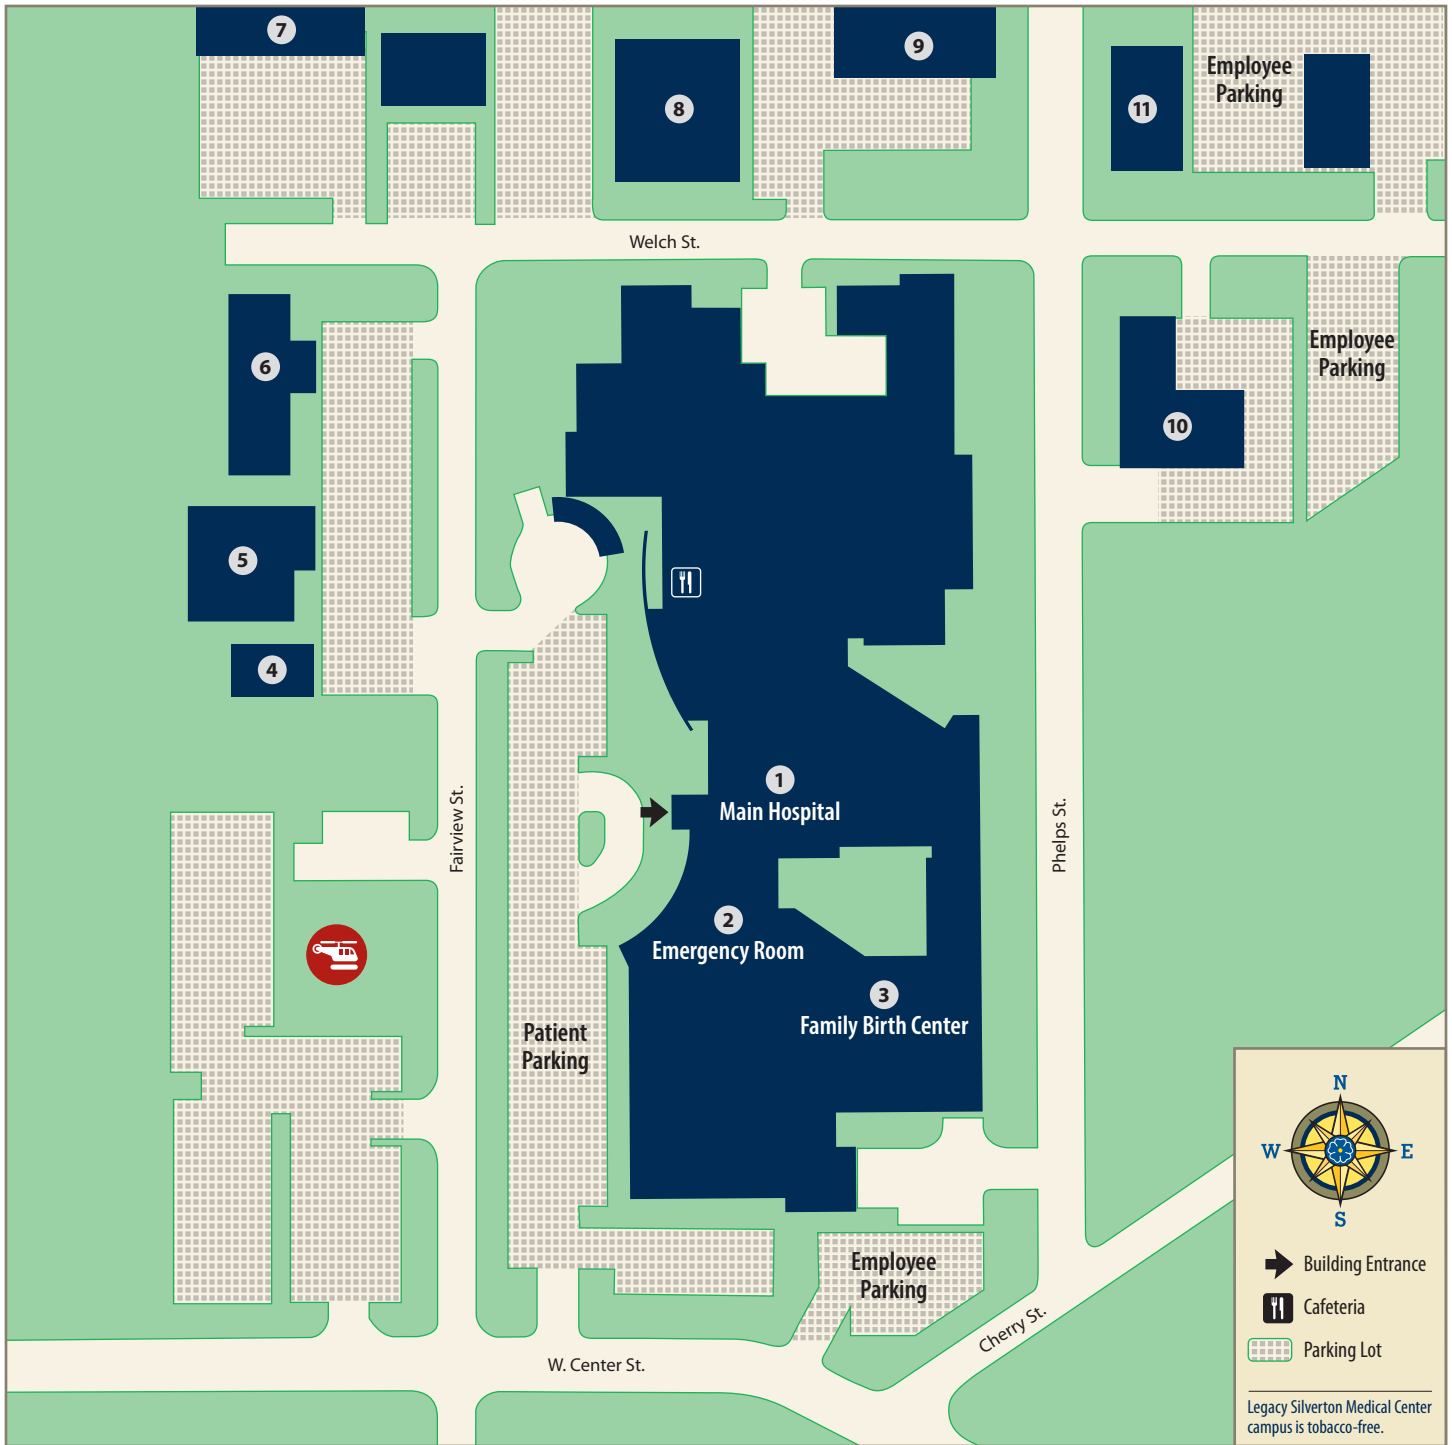 7
8
9
11
Employee
Parking
Welch St.
6
10
Employee
Parking
5
4
Fairview St.
Phelps St.
1
Main Hospital
2
Emergency Room
3
Family Birth Center
Patient
Parking
Employee
Parking
Cherry St.
W. Center St.
N
W
E
S
Building Entrance
Cafeteria
Parking Lot
Legacy Silverton Medical Center
campus is tobacco-free.